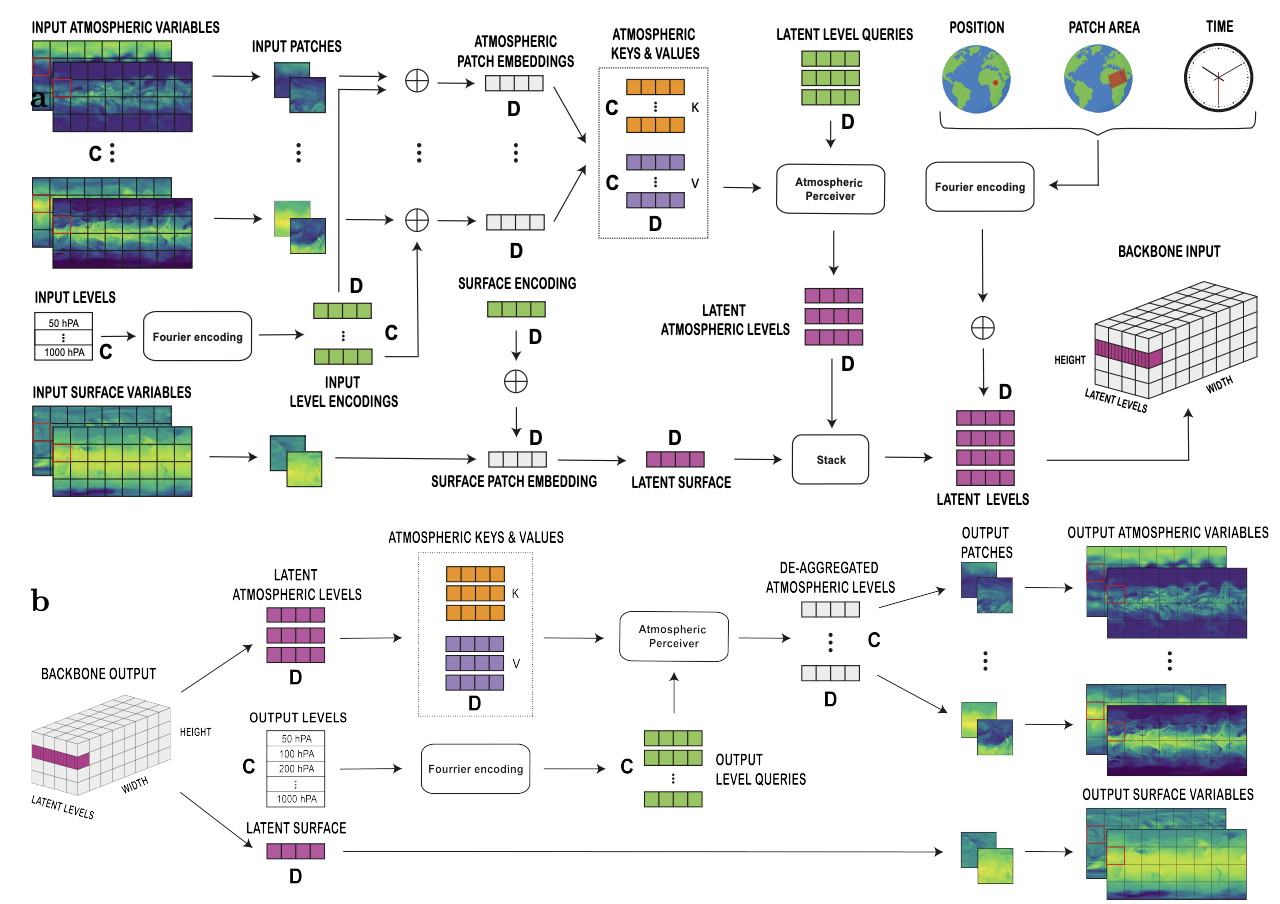 INPUT ATMOSPHERIC VARIABLES
INPUT PATCHES
ATMOSPHERIC
PATCH EMBEDDINGS
ATMOSPHERIC
KEYS & VALUES
LATENT LEVEL QUERIES
POSITION
PATCH AREA
TIME
a
C
D
C
K
C
V
D
D
Atmospheric
Perceiver
Fourier encoding
D
INPUT LEVELS
50 hPA
1000 hPA
C
Fourier encoding
D
C
INPUT
LEVEL ENCODINGS
SURFACE ENCODING
D
LATENT
ATMOSPHERIC LEVELS
D
BACKBONE INPUT
HEIGHT
LATENT LEVELS
WIDTH
INPUT SURFACE VARIABLES
D
SURFACE PATCH EMBEDDING
D
LATENT SURFACE
Stack
D
LATENT LEVELS
b
BACKBONE OUTPUT
HEIGHT
WIDTH
LATENT LEVELS
LATENT
ATMOSPHERIC LEVELS
D
ATMOSPHERIC KEYS & VALUES
K
V
D
Atmospheric
Perceiver
DE-AGGREGATED
ATMOSPHERIC LEVELS
C
D
OUTPUT
PATCHES
OUTPUT ATMOSPHERIC VARIABLES
OUTPUT LEVELS
C
50 hPA
100 hPA
200 hPA
1000 hPA
Fourrier encoding
C
OUTPUT
LEVEL QUERIES
LATENT SURFACE
D
OUTPUT SURFACE VARIABLES